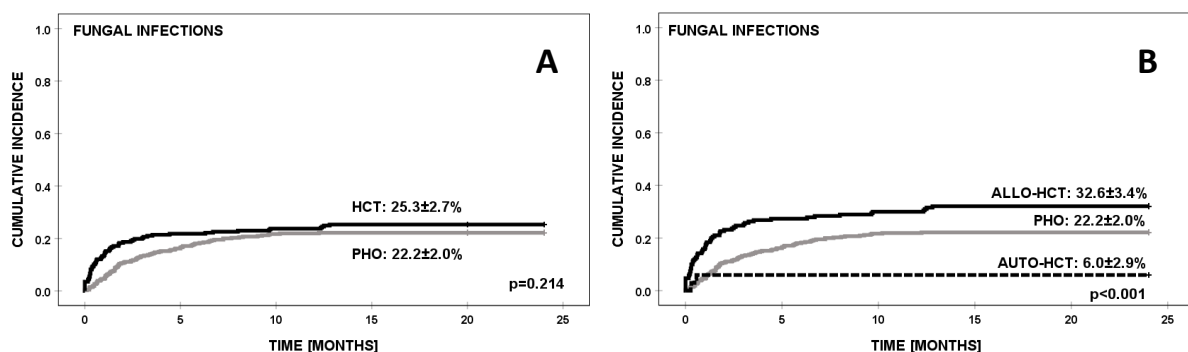 FUNGAL INFECTIONS
A
CUMULATIVE INCIDENCE
1.0
0.8
0.6
0.4
0.2
0.0
HCT: 25.3±2.7%
PHO: 22.2±2.0%
p=0.214
0 5 10 15 20 25
TIME [MONTHS]
FUNGAL INFECTIONS
B
CUMULATIVE INCIDENCE
1.0
0.8
0.6
0.4
0.2
0.0
ALLO-HCT: 32.6±3.4%
PHO: 22.2±2.0%
AUTO-HCT: 6.0±2.9%
p<0.001
0 5 10 15 20 25
TIME [MONTHS]